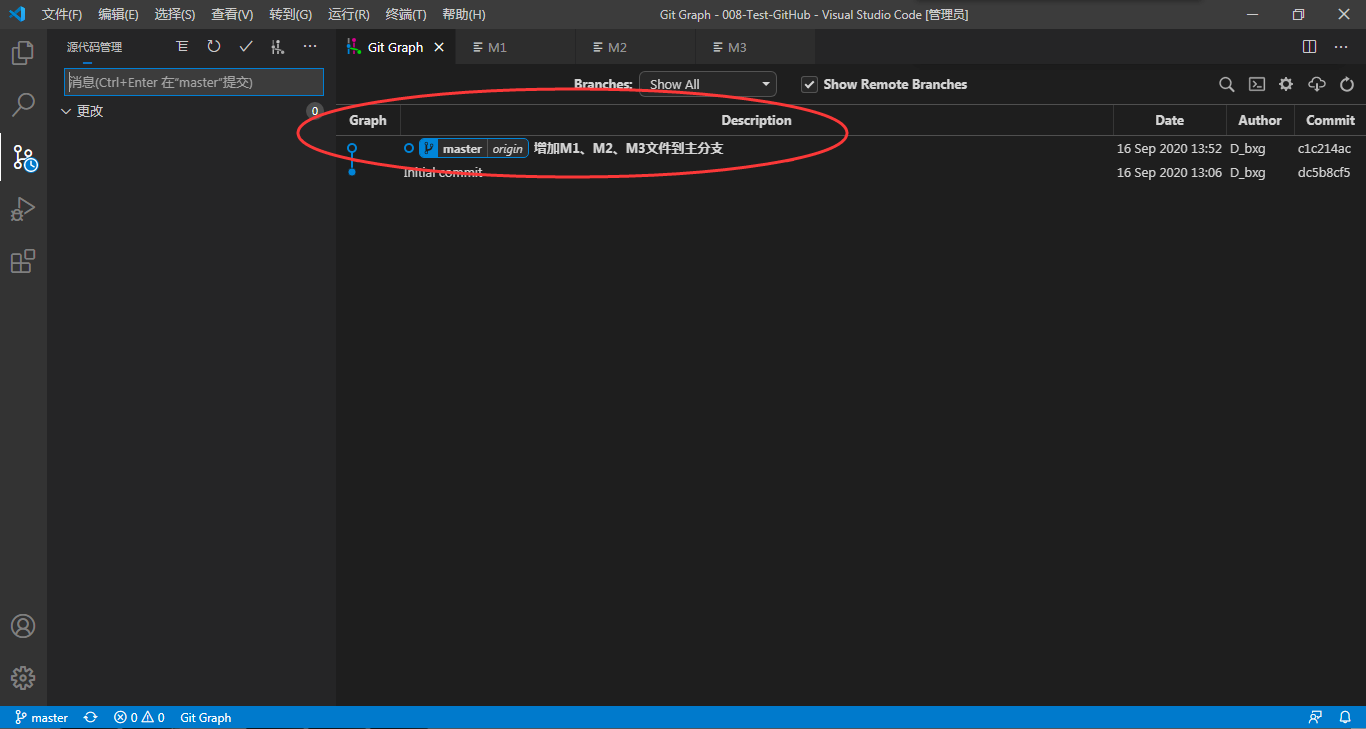 文件(F) 编辑(E) 选择(S) 查看(V) 转到(G) 运行(R) 终端(T) 帮助(H) Git Graph - 008-Test-GitHub - Visual Studio Code [管理员]
源代码管理 Git Graph M1 M2 M3
消息(Ctrl+Enter 在"master"提交) Branches: Show All Show Remote Branches
更改 0
Graph Description Date Author Commit
master origin 增加M1、M2、M3文件到主分支 16 Sep 2020 13:52 D_bxg c1c214ac
Initial commit 16 Sep 2020 13:06 D_bxg dc5b8cf5
master 0 0 Git Graph